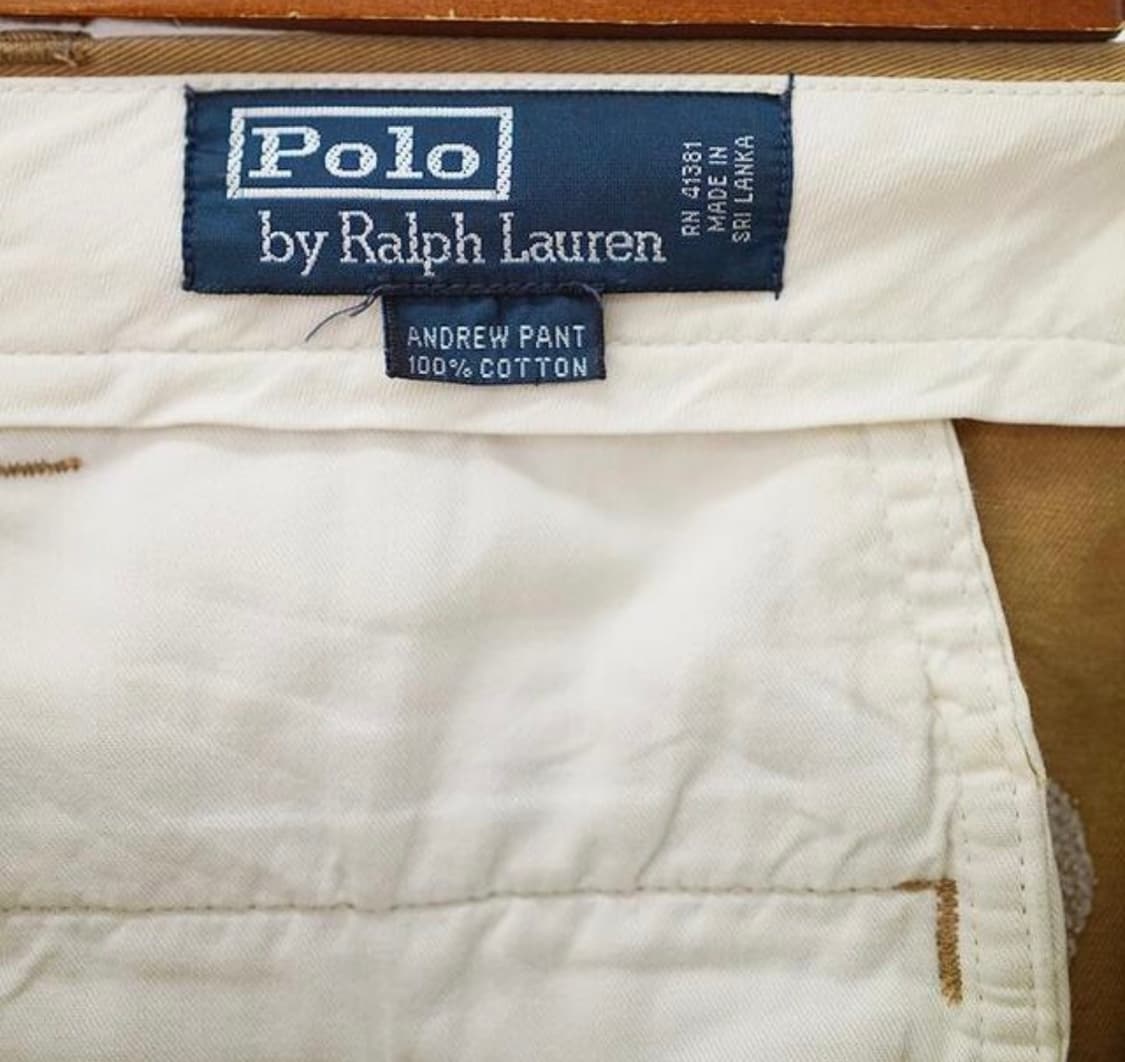 Polo
by Ralph Lauren
RN 41381
MADE IN
SRI LANKA
ANDREW PANT
100% COTTON